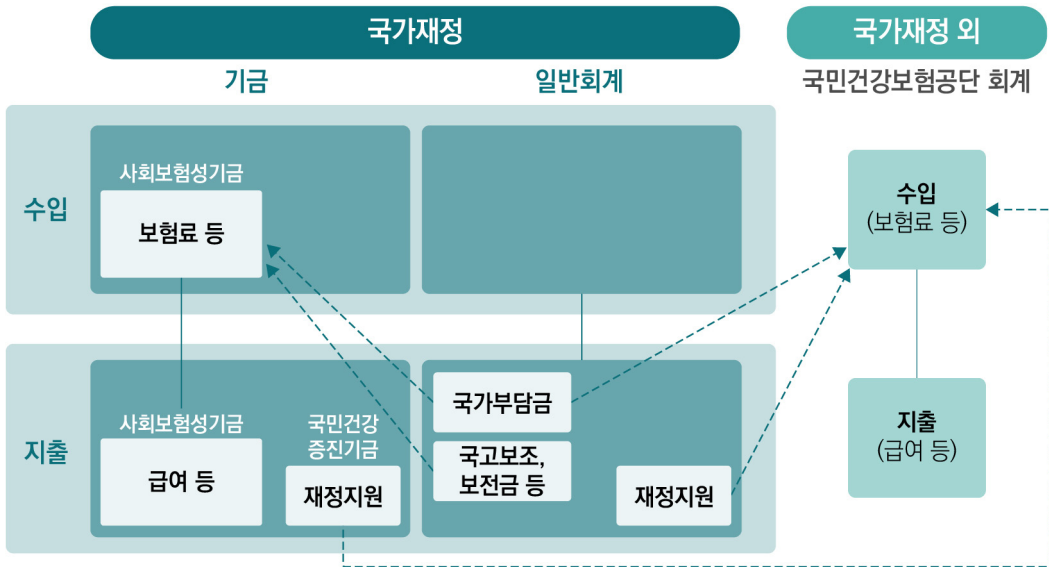 국가재정
국가재정 외
기금
일반회계
국민건강보험공단 회계
수입
사회보험성기금
보험료 등
수입
(보험료 등)
지출
사회보험성기금
급여 등
국민건강
증진기금
재정지원
국가부담금
국고보조,
보전금 등
재정지원
지출
(급여 등)